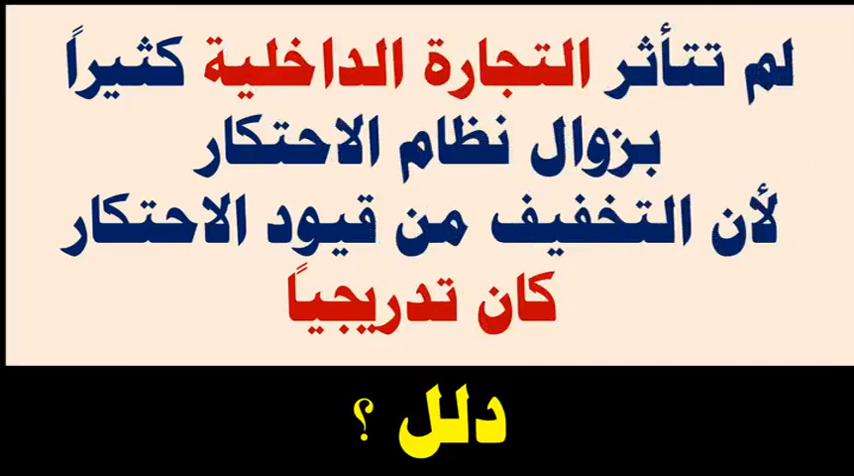 لم تتأثر التجارة الداخلية كثيراً
بزوال نظام الاحتكار
لأن التخفيف من قيود الاحتكار
كان تدريجياً
دلل ؟